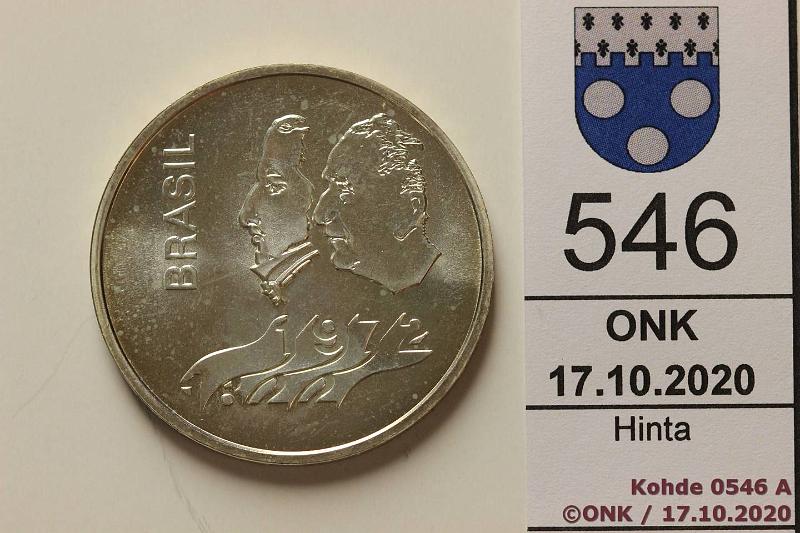 BRASIL
1972
1822
546
ONK
17.10.2020
Hinta
Kohde 0546 A
©ONK / 17.10.2020